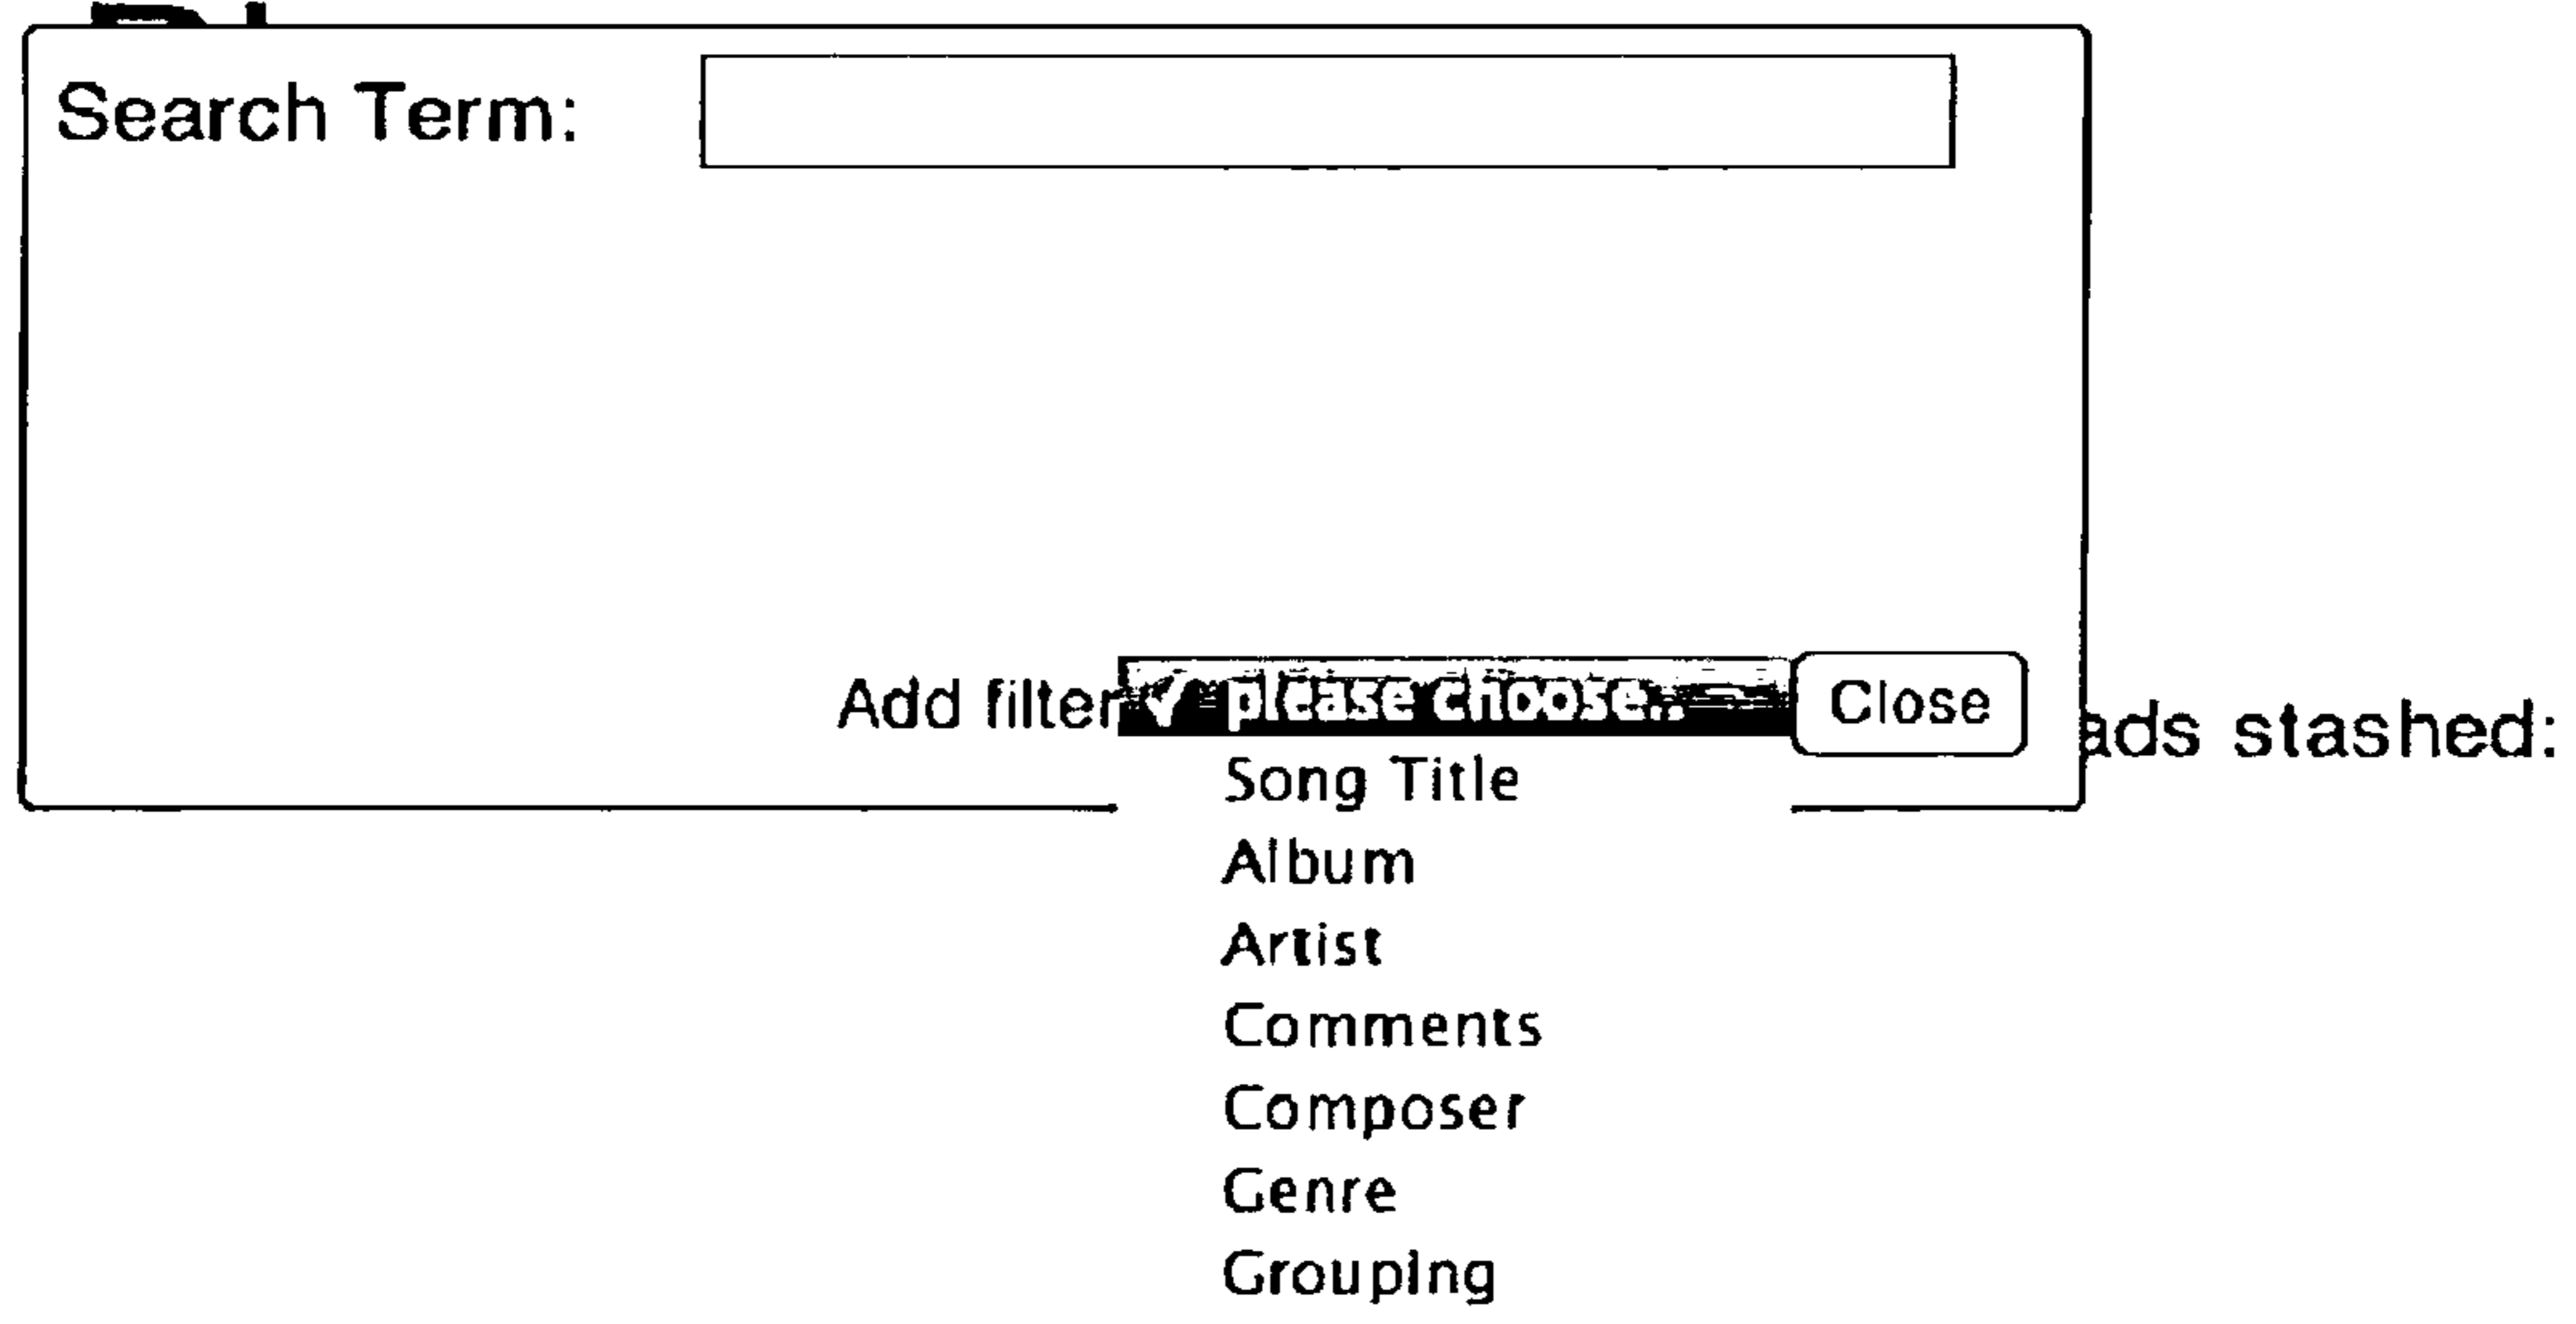 Search Term:
Add filter ✓ please choose.. Close
ads stashed:
Song Title
Album
Artist
Comments
Composer
Genre
Grouping